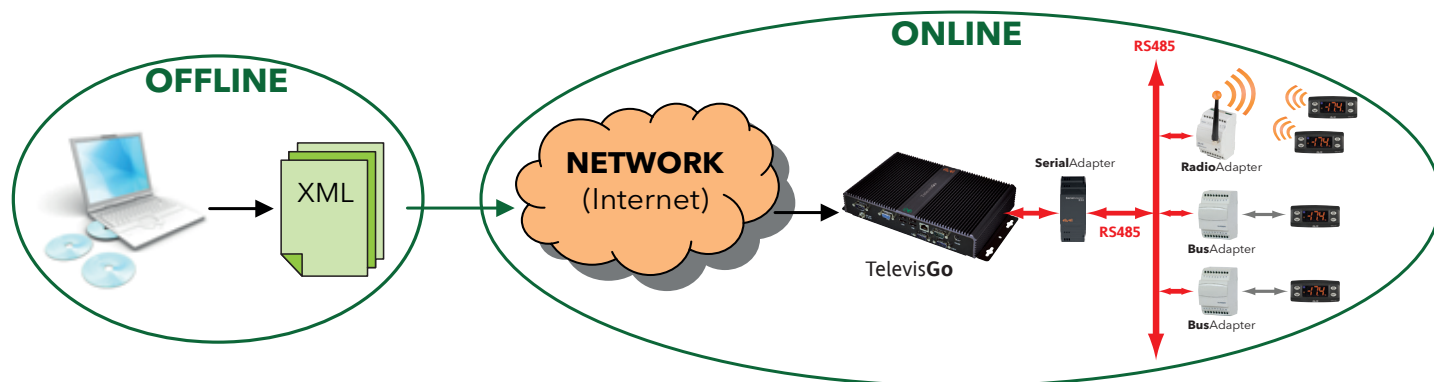 OFFLINE
XML
ONLINE
NETWORK
(Internet)
TelevisGo
SerialAdapter
RS485
RS485
RadioAdapter
BusAdapter
BusAdapter